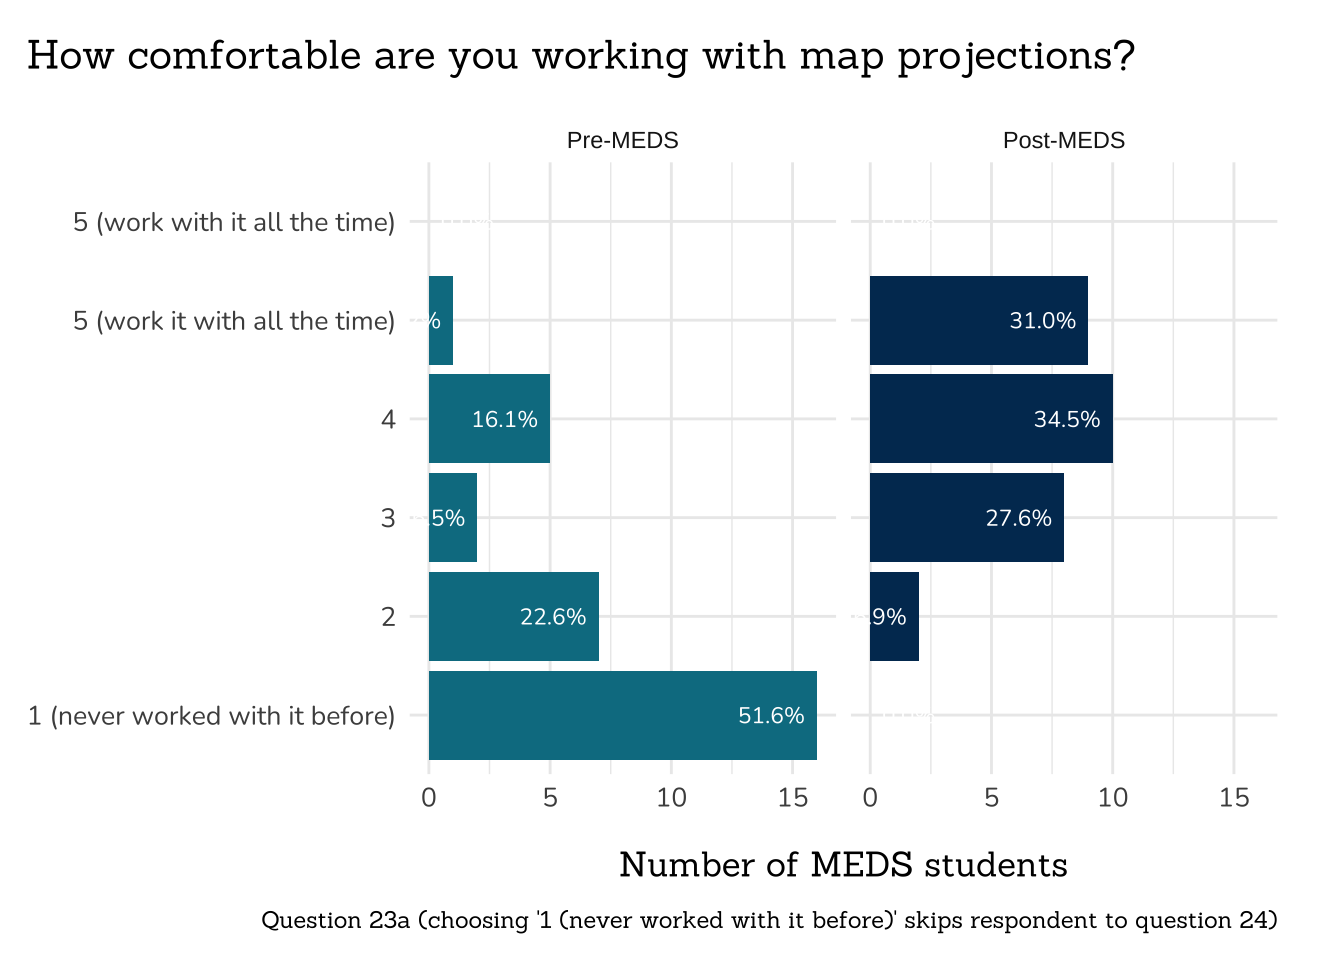 How comfortable are you working with map projections?
Pre-MEDS
Post-MEDS
5 (work with it all the time)
5 (work it with all the time)
%
31.0%
4
16.1%
34.5%
3
.5%
27.6%
2
22.6%
.9%
1 (never worked with it before)
51.6%
0 5 10 15
0 5 10 15
Number of MEDS students
Question 23a (choosing '1 (never worked with it before)' skips respondent to question 24)